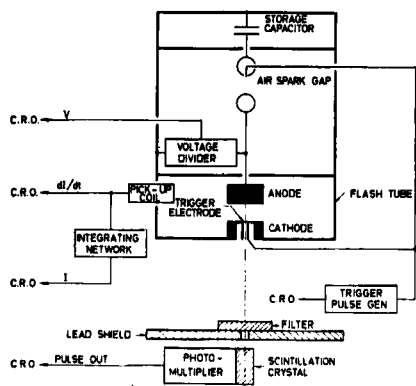 STORAGE
CAPACITOR
AIR SPARK GAP
C.R.O.
V
VOLTAGE
DIVIDER
C.R.O.
dI/dt
PICK-UP
COIL
ANODE
FLASH TUBE
TRIGGER
ELECTRODE
CATHODE
INTEGRATING
NETWORK
C.R.O.
I
C R O
TRIGGER
PULSE GEN
FILTER
LEAD SHIELD
C R O
PULSE OUT
PHOTO-
MULTIPLIER
SCINTILLATION
CRYSTAL